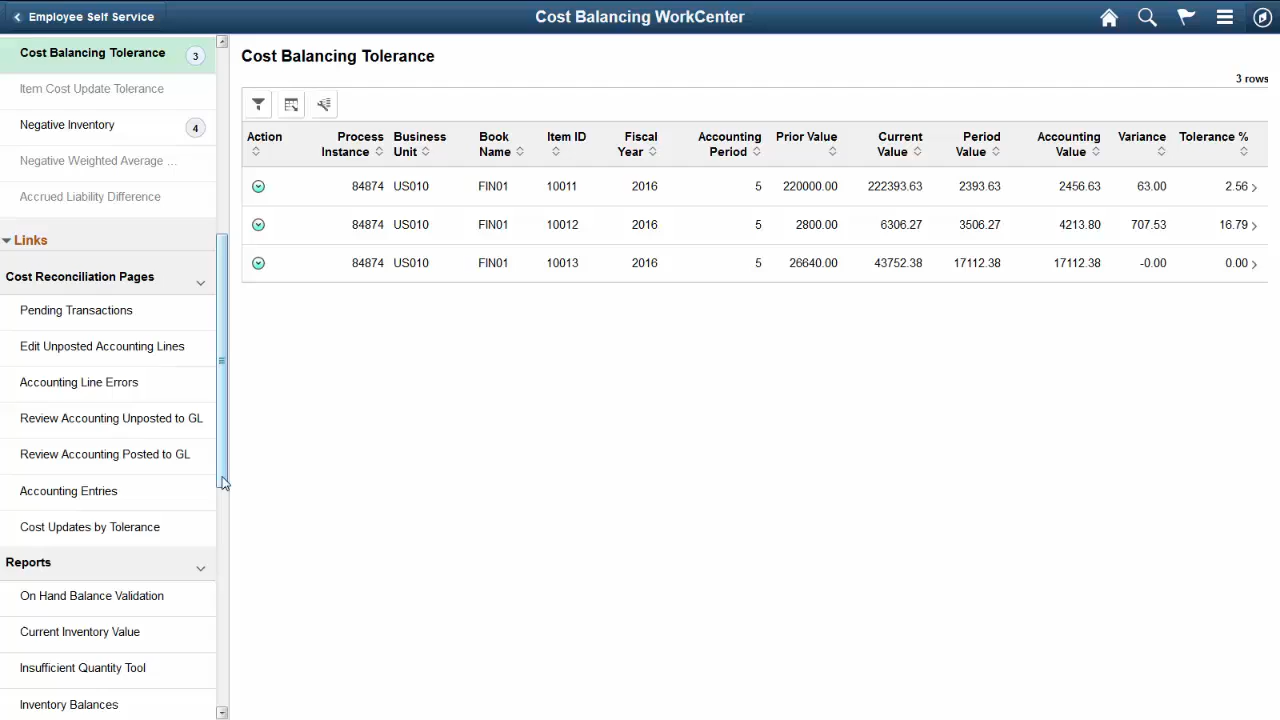 Employee Self Service
Cost Balancing WorkCenter
Cost Balancing Tolerance
3
Item Cost Update Tolerance
Negative Inventory
4
Negative Weighted Average ...
Accrued Liability Difference
Links
Cost Reconciliation Pages
Pending Transactions
Edit Unposted Accounting Lines
Accounting Line Errors
Review Accounting Unposted to GL
Review Accounting Posted to GL
Accounting Entries
Cost Updates by Tolerance
Reports
On Hand Balance Validation
Current Inventory Value
Insufficient Quantity Tool
Inventory Balances
Cost Balancing Tolerance
3 rows
Action Process Instance Business Unit Book Name Item ID Fiscal Year Accounting Period Prior Value Current Value Period Value Accounting Value Variance Tolerance %
84874 US010 FIN01 10011 2016 5 220000.00 222393.63 2393.63 2456.63 63.00 2.56
84874 US010 FIN01 10012 2016 5 2800.00 6306.27 3506.27 4213.80 707.53 16.79
84874 US010 FIN01 10013 2016 5 26640.00 43752.38 17112.38 17112.38 -0.00 0.00